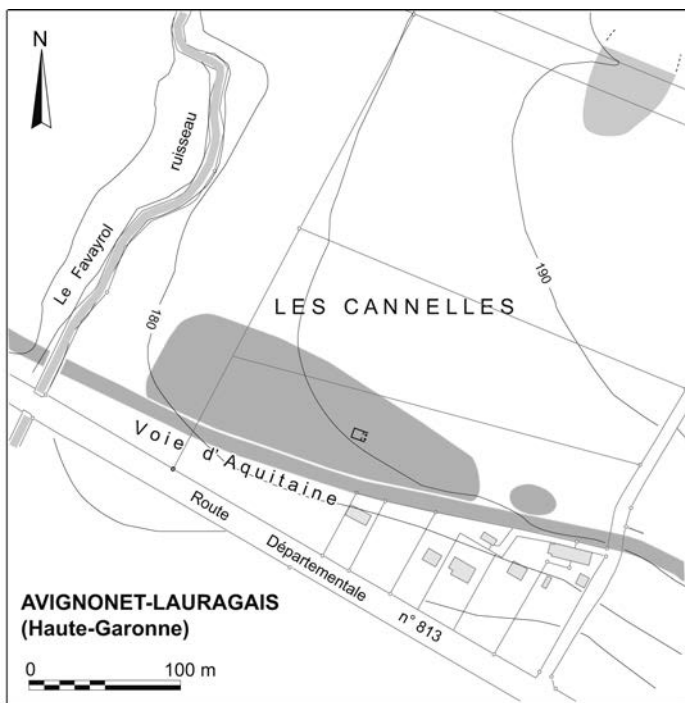 N
ruisseau
Le Favayrol
190
LES CANNELLES
180
Voie d'Aquitaine
Route Départementale n° 813
AVIGNONET-LAURAGAIS
(Haute-Garonne)
0 100 m